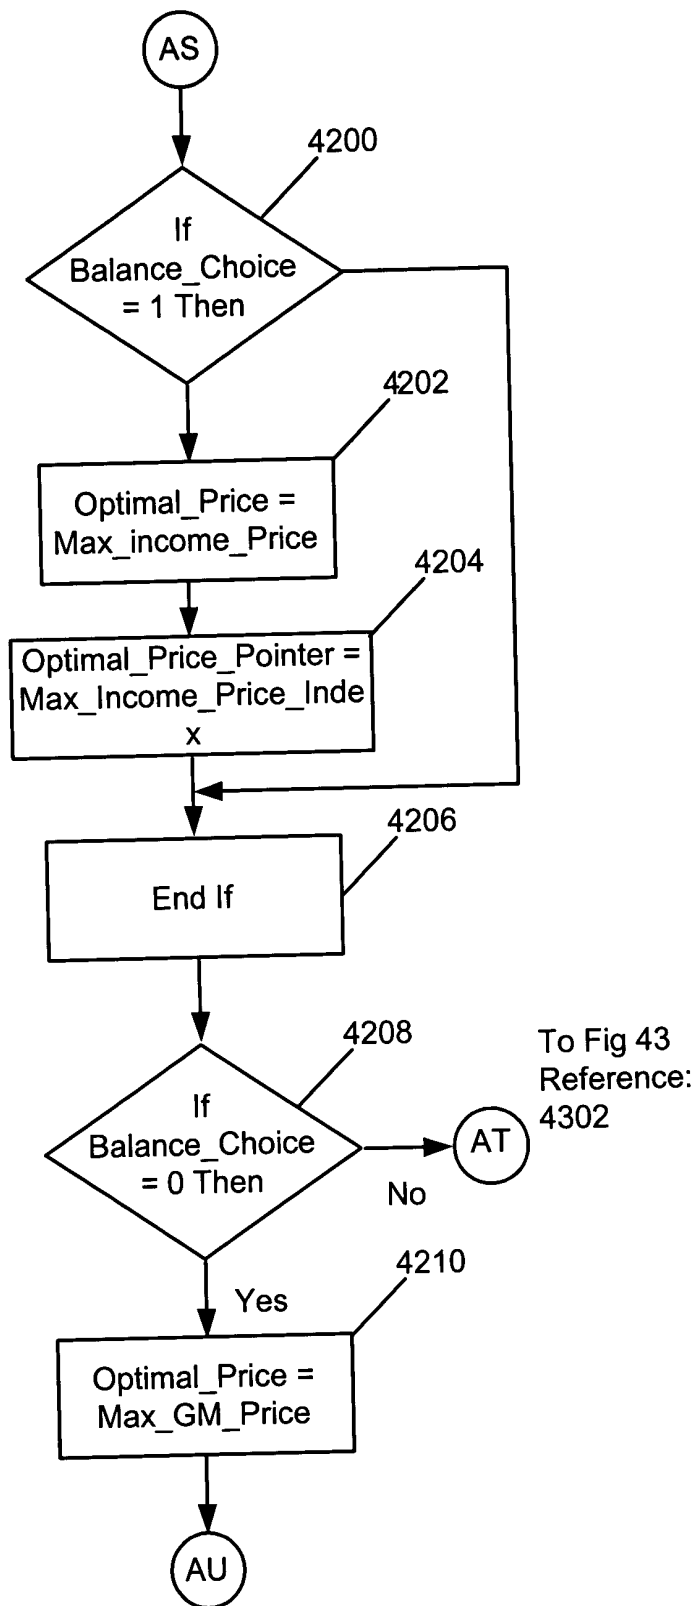 AS
4200
If
Balance_Choice
= 1 Then
4202
Optimal_Price =
Max_income_Price
4204
Optimal_Price_Pointer =
Max_Income_Price_Inde
x
4206
End If
4208
To Fig 43
Reference:
4302
If
Balance_Choice
= 0 Then
AT
No
4210
Yes
Optimal_Price =
Max_GM_Price
AU